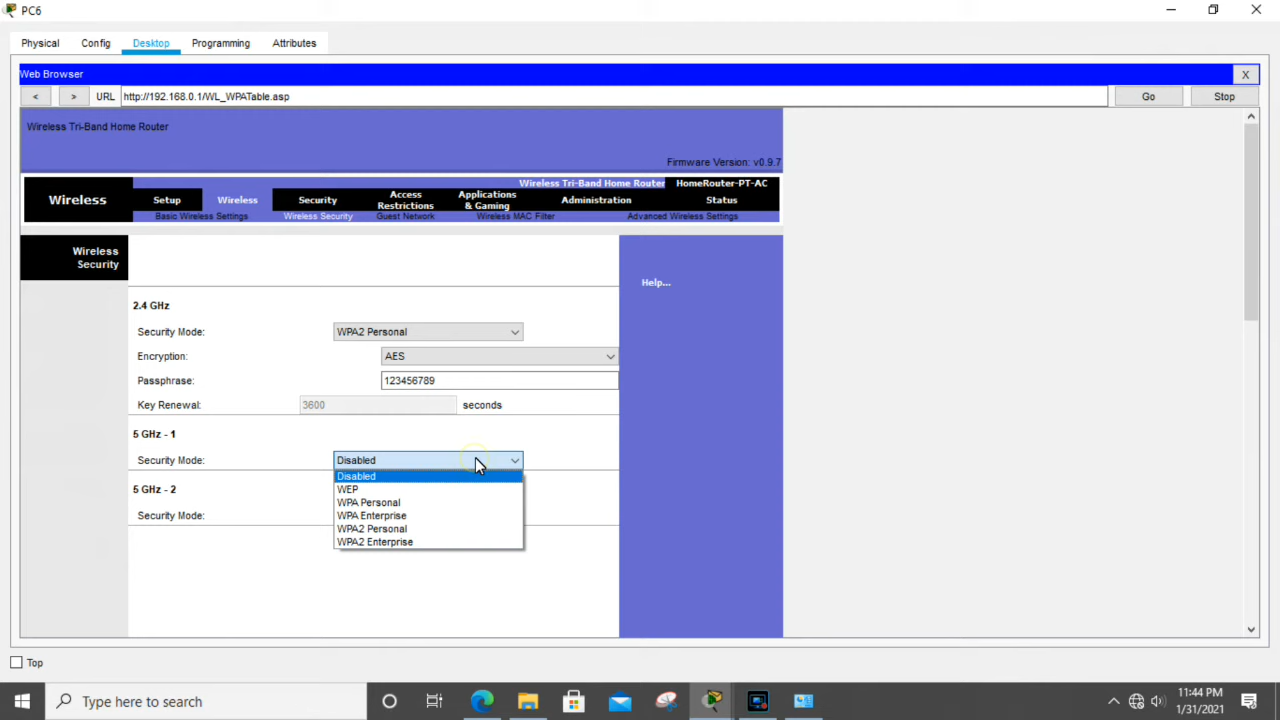 PC6
Physical Config Desktop Programming Attributes
Web Browser X
< > URL http://192.168.0.1/WL_WPATable.asp Go Stop
Wireless Tri-Band Home Router
Firmware Version: v0.9.7
Wireless Tri-Band Home Router HomeRouter-PT-AC
Wireless Setup Wireless Security Access Restrictions Applications & Gaming Administration Status
Basic Wireless Settings Wireless Security Guest Network Wireless MAC Filter Advanced Wireless Settings
Wireless
Security
Help...
2.4 GHz
Security Mode: WPA2 Personal
Encryption: AES
Passphrase: 123456789
Key Renewal: 3600 seconds
5 GHz - 1
Security Mode: Disabled
Disabled
5 GHz - 2 WEP
WPA Personal
Security Mode: WPA Enterprise
WPA2 Personal
WPA2 Enterprise
Top
Type here to search
11:44 PM
1/31/2021